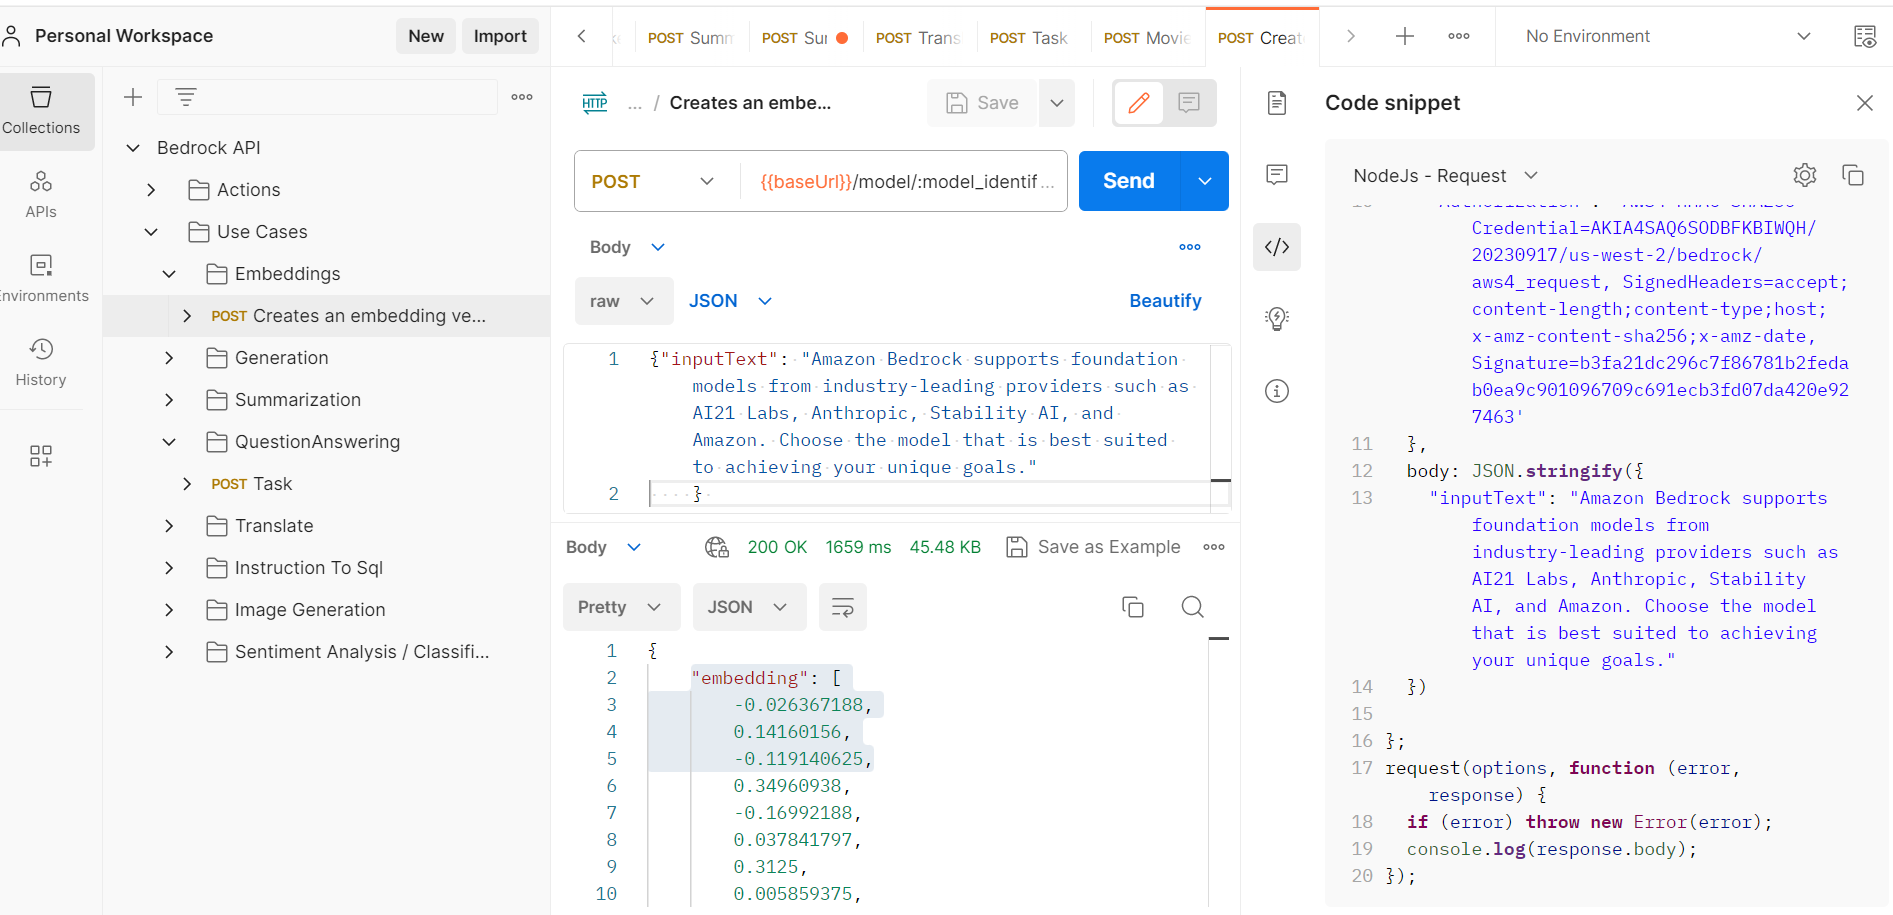 Personal Workspace
New
Import
Collections
APIs
Environments
History
Bedrock API
Actions
Use Cases
Embeddings
POST Creates an embedding ve...
Generation
Summarization
QuestionAnswering
POST Task
Translate
Instruction To Sql
Image Generation
Sentiment Analysis / Classifi...
POST Summ
POST Sur
POST Trans
POST Task
POST Movie
POST Creat
No Environment
HTTP ... / Creates an embe...
Save
POST
{{baseUrl}}/model/:model_identif...
Send
Body
raw
JSON
Beautify
1 {"inputText": "Amazon Bedrock supports foundation
models from industry-leading providers such as
AI21 Labs, Anthropic, Stability AI, and
Amazon. Choose the model that is best suited
to achieving your unique goals."
2 }
Body
200 OK 1659 ms 45.48 KB
Save as Example
Pretty
JSON
1 {
2 "embedding": [
3 -0.026367188,
4 0.14160156,
5 -0.119140625,
6 0.34960938,
7 -0.16992188,
8 0.037841797,
9 0.3125,
10 0.005859375,
Code snippet
NodeJs - Request
Credential=AKIA4SAQ6SODBFKBIWQH/
20230917/us-west-2/bedrock/
aws4_request, SignedHeaders=accept;
content-length;content-type;host;
x-amz-content-sha256;x-amz-date,
Signature=b3fa21dc296c7f86781b2feda
b0ea9c901096709c691ecb3fd07da420e92
7463'
11 },
12 body: JSON.stringify({
13 "inputText": "Amazon Bedrock supports
foundation models from
industry-leading providers such as
AI21 Labs, Anthropic, Stability
AI, and Amazon. Choose the model
that is best suited to achieving
your unique goals."
14 })
15
16 };
17 request(options, function (error,
response) {
18 if (error) throw new Error(error);
19 console.log(response.body);
20 });